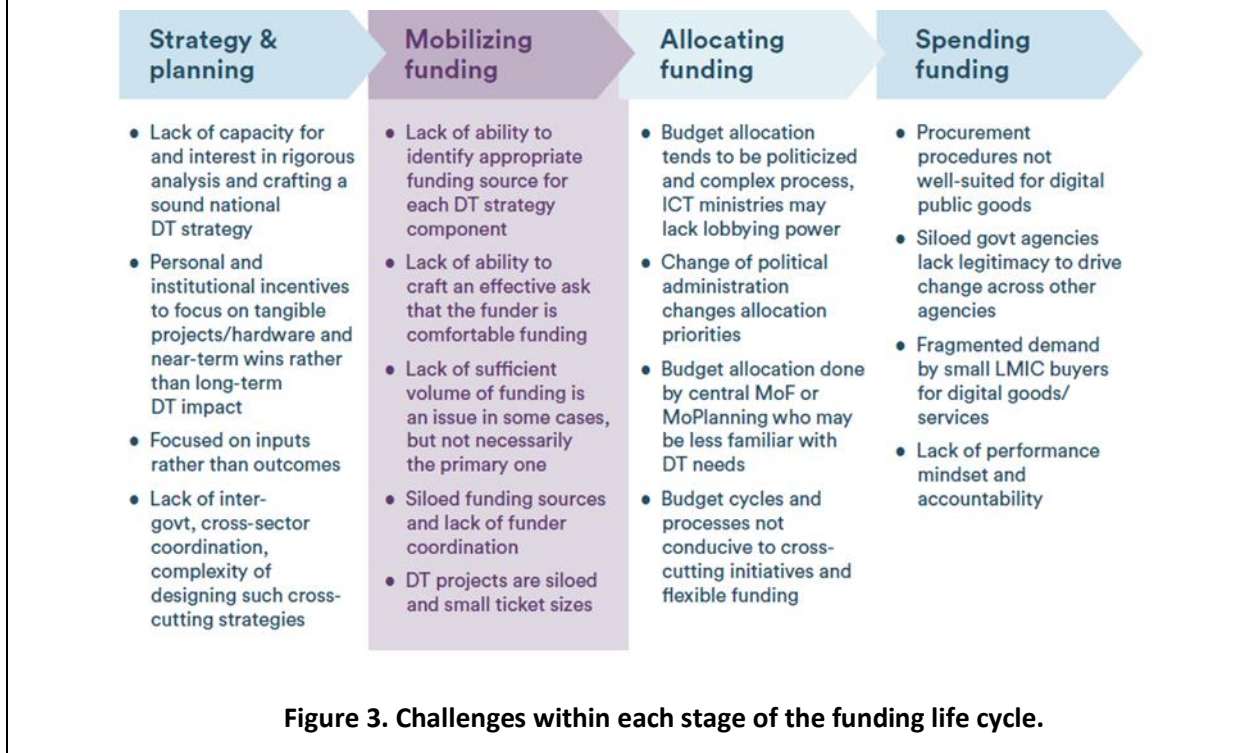 Strategy &
planning
• Lack of capacity for
and interest in rigorous
analysis and crafting a
sound national
DT strategy
• Personal and
institutional incentives
to focus on tangible
projects/hardware and
near-term wins rather
than long-term
DT impact
• Focused on inputs
rather than outcomes
• Lack of inter-
govt, cross-sector
coordination,
complexity of
designing such cross-
cutting strategies
Mobilizing
funding
• Lack of ability to
identify appropriate
funding source for
each DT strategy
component
• Lack of ability to
craft an effective ask
that the funder is
comfortable funding
• Lack of sufficient
volume of funding is
an issue in some cases,
but not necessarily
the primary one
• Siloed funding sources
and lack of funder
coordination
• DT projects are siloed
and small ticket sizes
Allocating
funding
• Budget allocation
tends to be politicized
and complex process,
ICT ministries may
lack lobbying power
• Change of political
administration
changes allocation
priorities
• Budget allocation done
by central MoF or
MoPlanning who may
be less familiar with
DT needs
• Budget cycles and
processes not
conducive to cross-
cutting initiatives and
flexible funding
Spending
funding
• Procurement
procedures not
well-suited for digital
public goods
• Siloed govt agencies
lack legitimacy to drive
change across other
agencies
• Fragmented demand
by small LMIC buyers
for digital goods/
services
• Lack of performance
mindset and
accountability
Figure 3. Challenges within each stage of the funding life cycle.